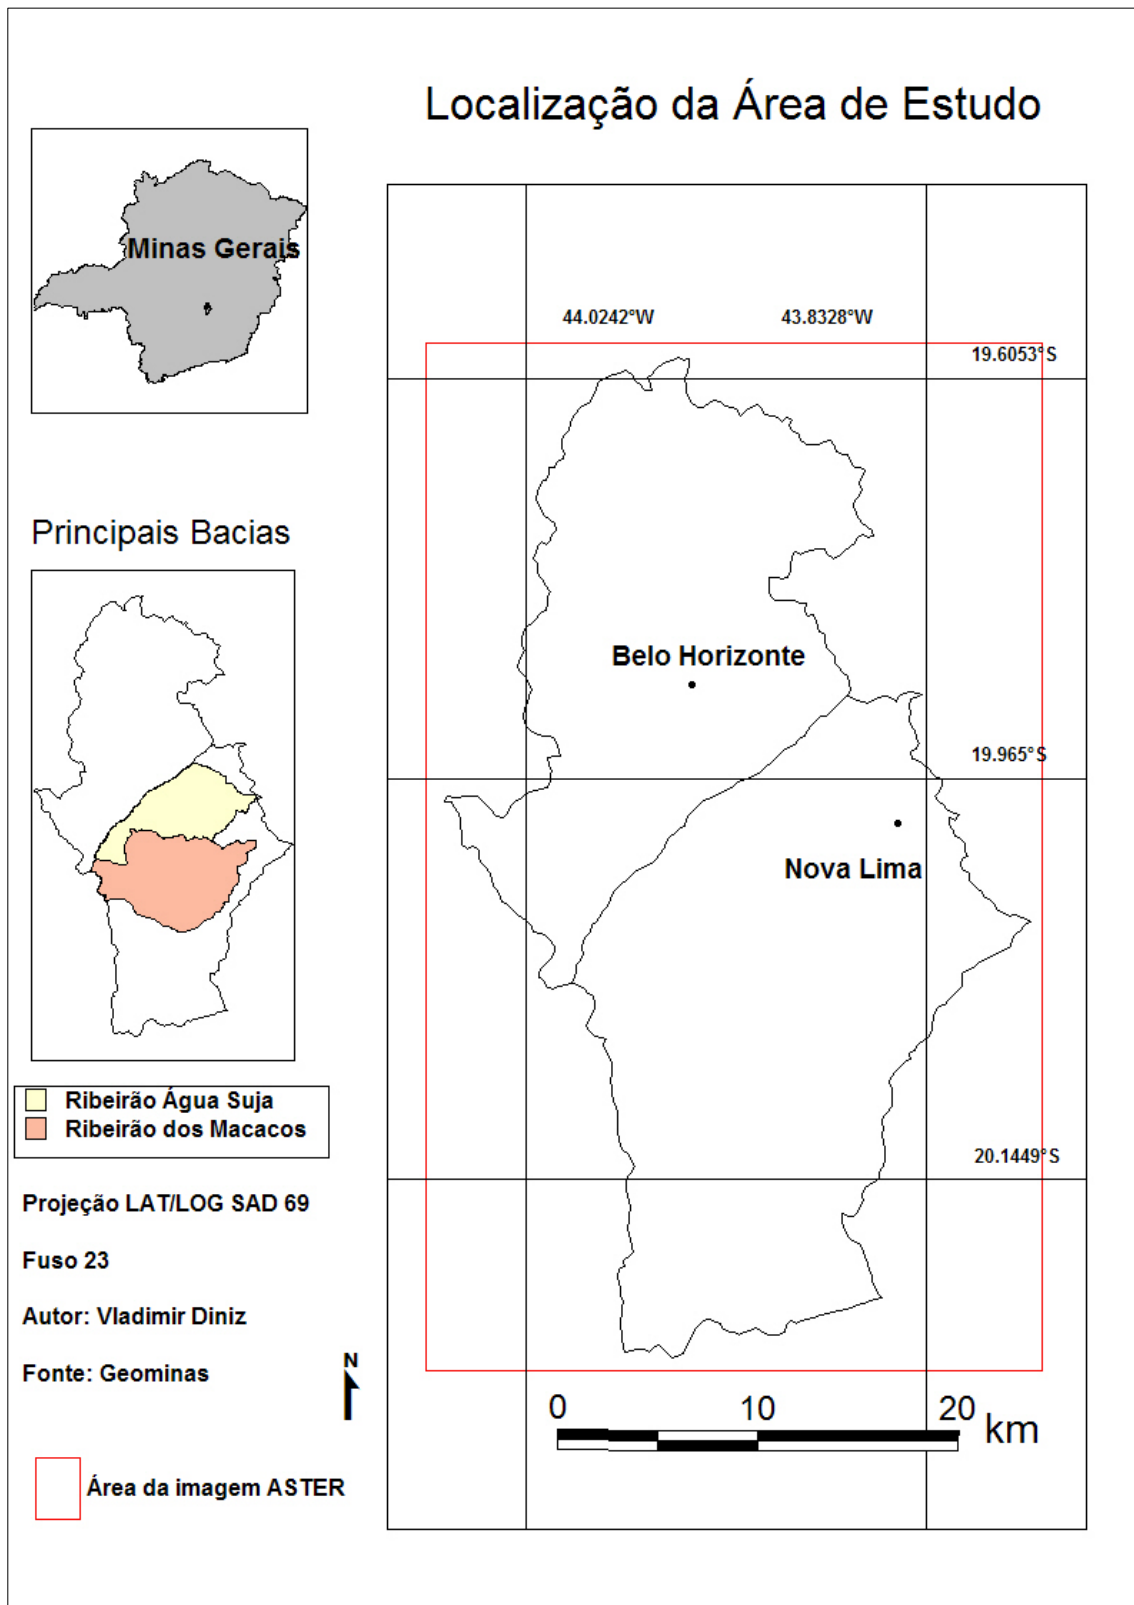 Localização da Área de Estudo
Minas Gerais
44.0242°W
43.8328°W
19.6053°S
Principais Bacias
Belo Horizonte
19.965°S
Nova Lima
Ribeirão Água Suja
Ribeirão dos Macacos
20.1449°S
Projeção LAT/LOG SAD 69
Fuso 23
Autor: Vladimir Diniz
Fonte: Geominas
N
0 10 20 km
Área da imagem ASTER